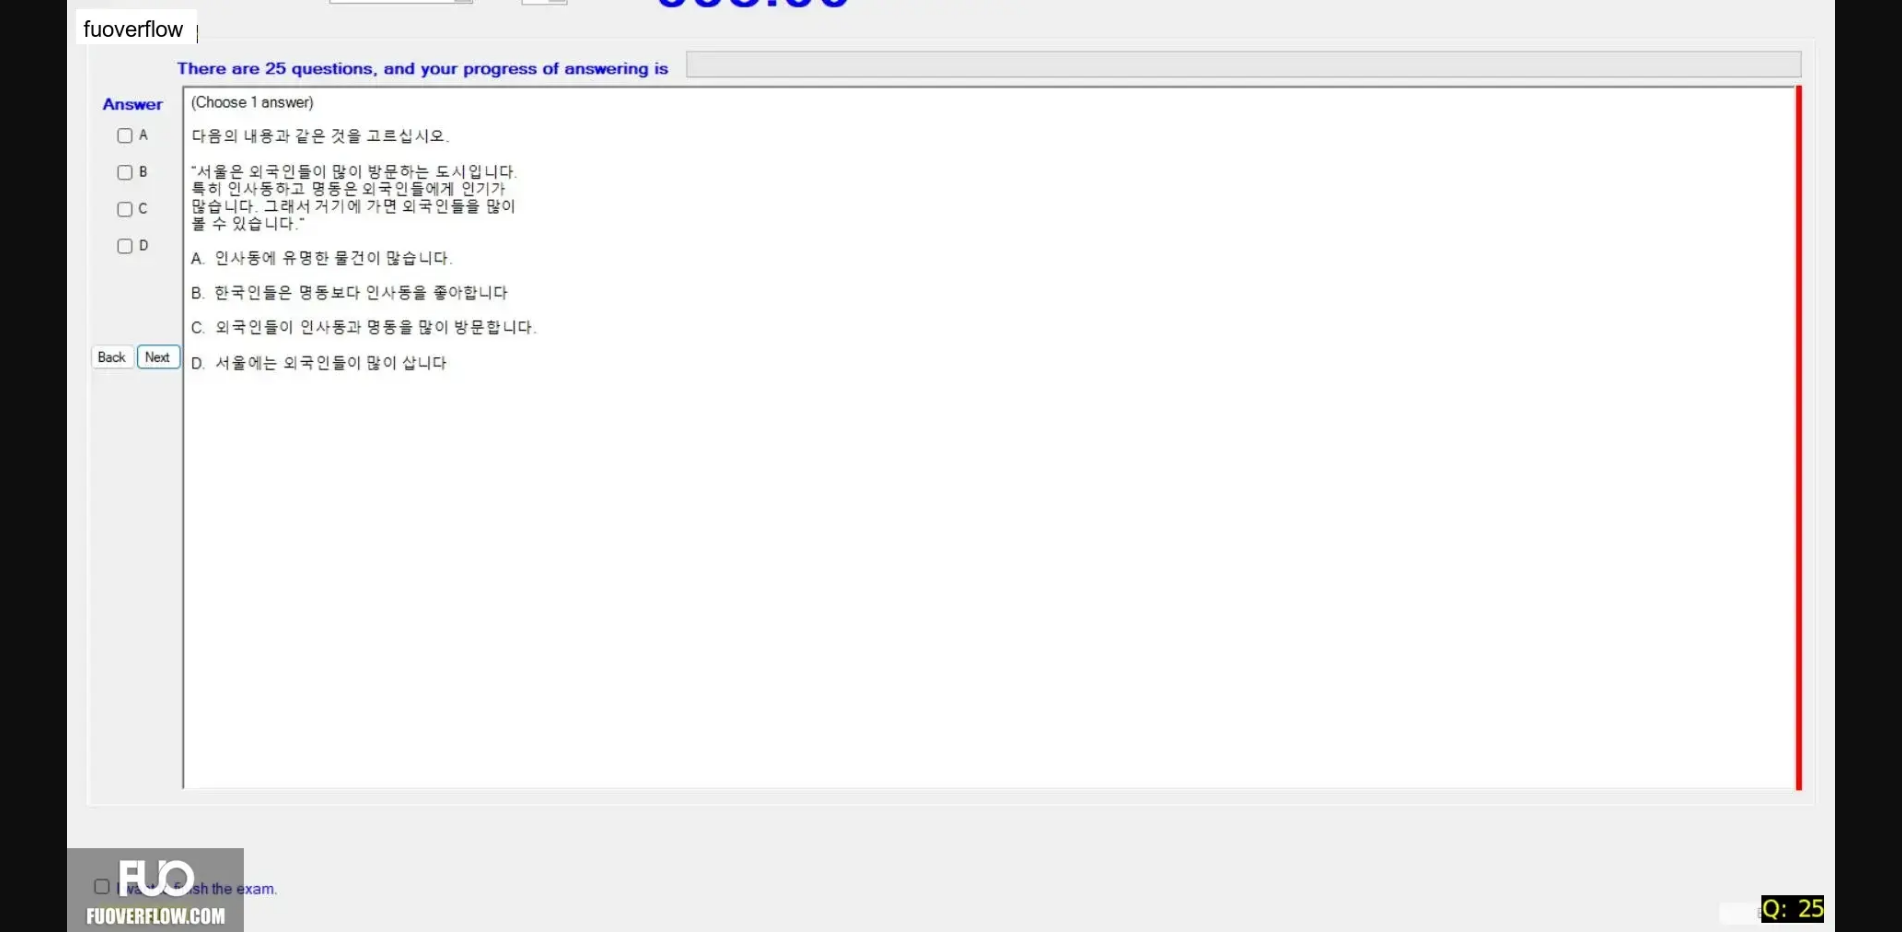 fuoverflow
There are 25 questions, and your progress of answering is
Answer
(Choose 1 answer)
A
B
C
D
Back
Next
다음의 내용과 같은 것을 고르십시오.
"서울은 외국인들이 많이 방문하는 도시입니다.
특히 인사동하고 명동은 외국인들에게 인기가
많습니다. 그래서 거기에 가면 외국인들을 많이
볼 수 있습니다."
A. 인사동에 유명한 물건이 많습니다.
B. 한국인들은 명동보다 인사동을 좋아합니다
C. 외국인들이 인사동과 명동을 많이 방문합니다.
D. 서울에는 외국인들이 많이 삽니다
FUO
the exam.
FUOVERFLOW.COM
Q: 25